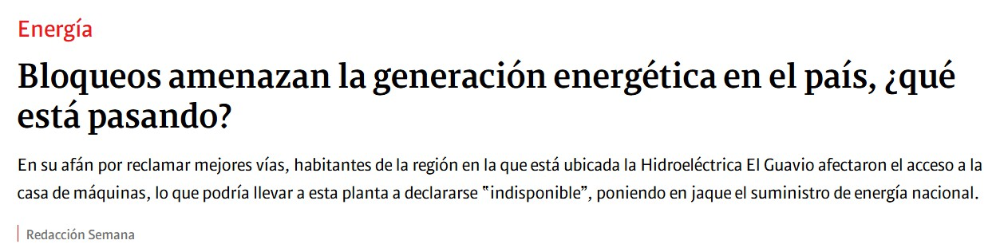 Energía
Bloqueos amenazan la generación energética en el país, ¿qué
está pasando?
En su afán por reclamar mejores vías, habitantes de la región en la que está ubicada la Hidroeléctrica El Guavio afectaron el acceso a la
casa de máquinas, lo que podría llevar a esta planta a declararse “indisponible”, poniendo en jaque el suministro de energía nacional.
Redacción Semana